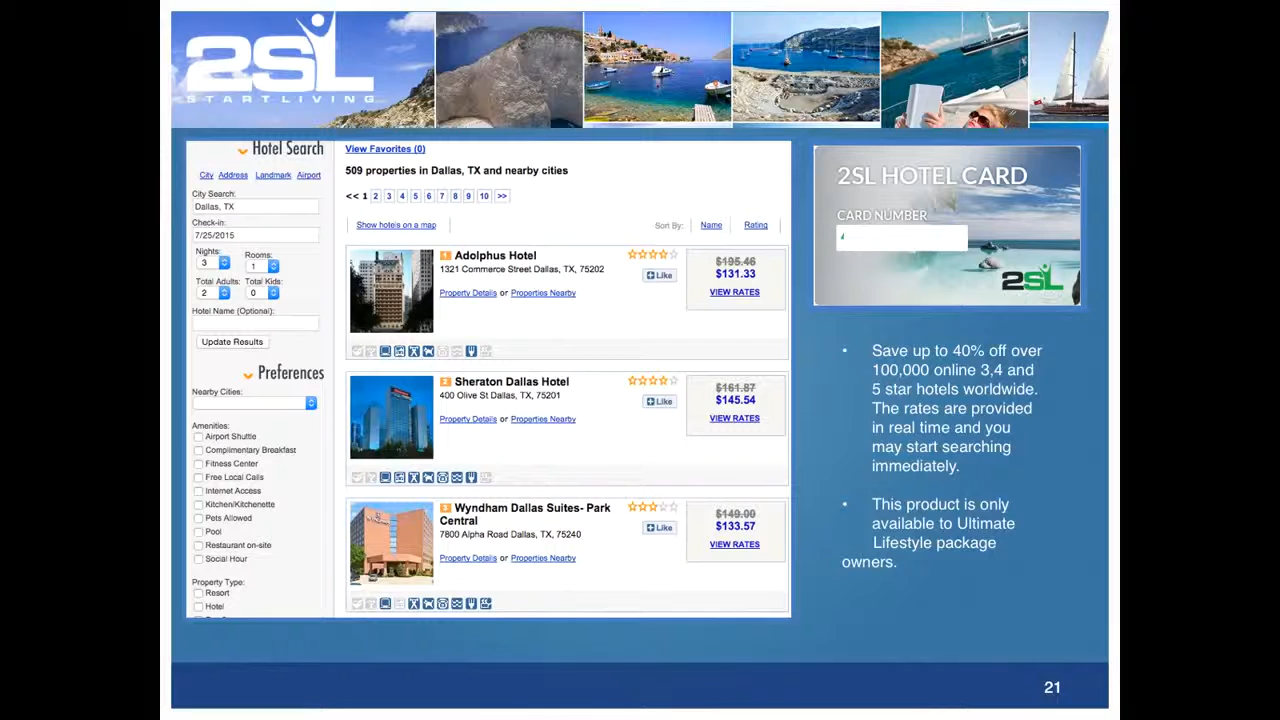 2SL
START LIVING
Hotel Search
City Address Landmark Airport
City Search:
Dallas, TX
Check-in:
7/25/2015
Nights: Rooms:
3 1
Total Adults: Total Kids:
2 0
Hotel Name (Optional):
Update Results
Preferences
Nearby Cities:
Amenities:
Airport Shuttle
Complimentary Breakfast
Fitness Center
Free Local Calls
Internet Access
Kitchen/Kitchenette
Pets Allowed
Pool
Restaurant on-site
Social Hour
Property Type:
Resort
Hotel
View Favorites (0)
509 properties in Dallas, TX and nearby cities
<< 1 2 3 4 5 6 7 8 9 10 >>
Show hotels on a map Sort By: Name Rating
1 Adolphus Hotel
1321 Commerce Street Dallas, TX, 75202
Property Details or Properties Nearby
Like
$195.46
$131.33
VIEW RATES
2 Sheraton Dallas Hotel
400 Olive St Dallas, TX, 75201
Property Details or Properties Nearby
Like
$161.87
$145.54
VIEW RATES
3 Wyndham Dallas Suites- Park
Central
7800 Alpha Road Dallas, TX, 75240
Property Details or Properties Nearby
Like
$149.00
$133.57
VIEW RATES
2SL HOTEL CARD
CARD NUMBER
2SL
• Save up to 40% off over
100,000 online 3,4 and
5 star hotels worldwide.
The rates are provided
in real time and you
may start searching
immediately.
• This product is only
available to Ultimate
Lifestyle package
owners.
21